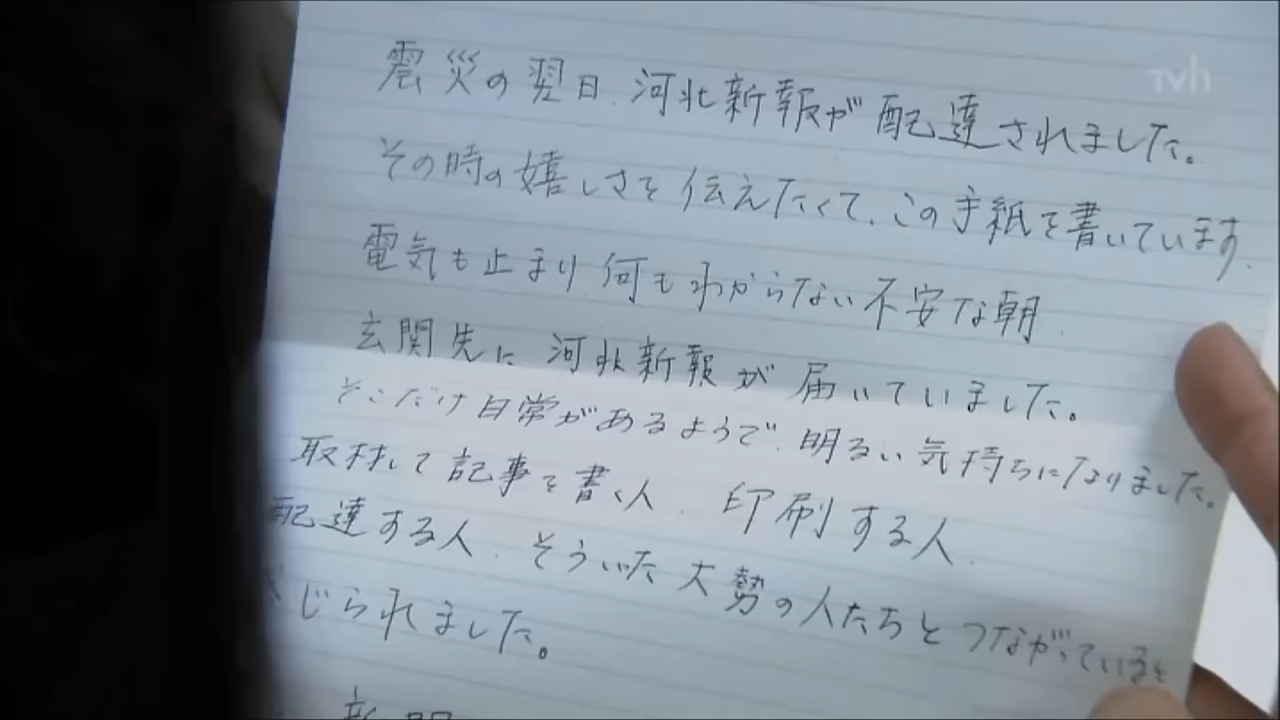 TVh
震災の翌日、河北新報が配達されました。
その時の嬉しさを伝えたくて、この手紙を書いています。
電気も止まり、何もわからない不安な朝、
玄関先に河北新報が届いていました。
そこだけ日常があるようで、明るい気持ちになりました。
取材して記事を書く人、印刷する人、
配達する人、そういった大勢の人たちとつながっていると
じられました。
新聞